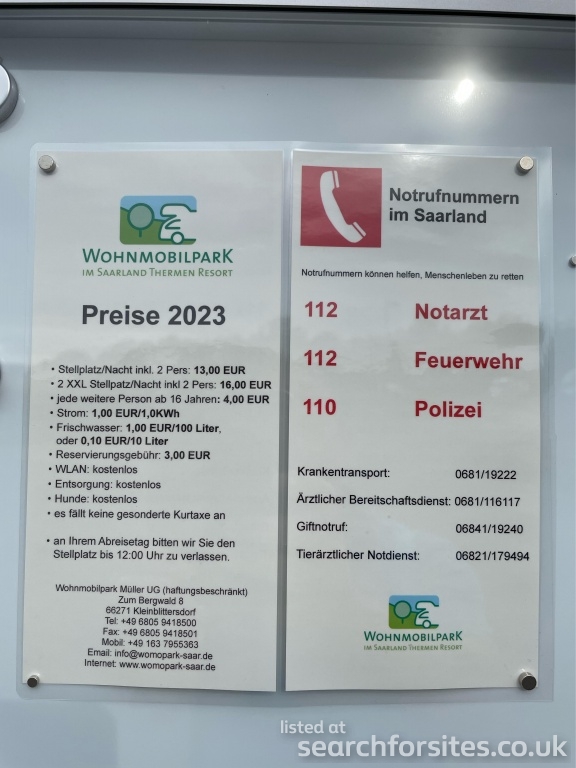 WOHNMOBILPARK
IM SAARLAND THERMEN RESORT
Preise 2023
• Stellplatz/Nacht inkl. 2 Pers: 13,00 EUR
• 2 XXL Stellpatz/Nacht inkl 2 Pers: 16,00 EUR
• jede weitere Person ab 16 Jahren: 4,00 EUR
• Strom: 1,00 EUR/1,0KWh
• Frischwasser: 1,00 EUR/100 Liter,
oder 0,10 EUR/10 Liter
• Reservierungsgebühr: 3,00 EUR
• WLAN: kostenlos
• Entsorgung: kostenlos
• Hunde: kostenlos
• es fällt keine gesonderte Kurtaxe an
• an Ihrem Abreisetag bitten wir Sie den
Stellplatz bis 12:00 Uhr zu verlassen.
Wohnmobilpark Müller UG (haftungsbeschränkt)
Zum Bergwald 8
66271 Kleinblittersdorf
Tel: +49 6805 9418500
Fax: +49 6805 9418501
Mobil: +49 163 7955363
Email: info@womopark-saar.de
Internet: www.womopark-saar.de
Notrufnummern
im Saarland
Notrufnummern können helfen, Menschenleben zu retten
112 Notarzt
112 Feuerwehr
110 Polizei
Krankentransport: 0681/19222
Ärztlicher Bereitschaftsdienst: 0681/116117
Giftnotruf: 06841/19240
Tierärztlicher Notdienst: 06821/179494
WOHNMOBILPARK
IM SAARLAND THERMEN RESORT
listed at
searchforsites.co.uk